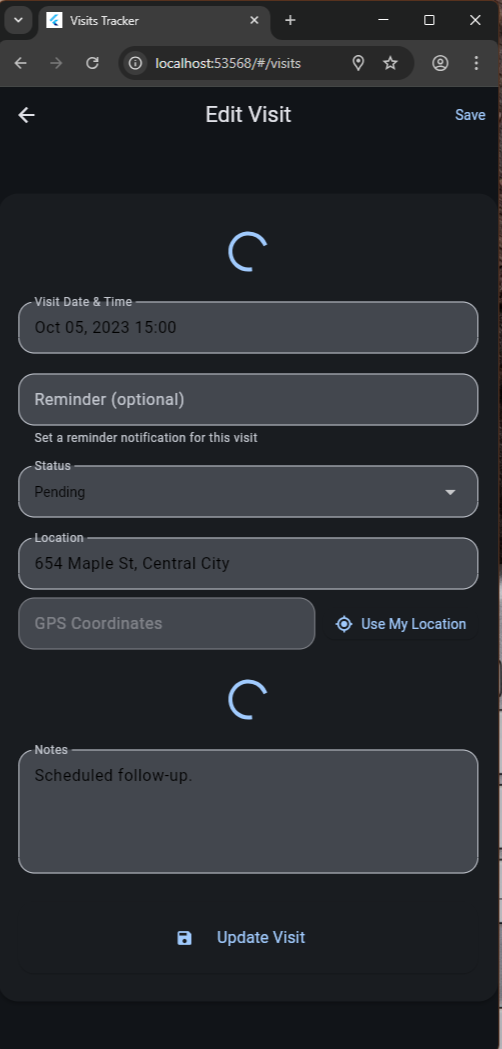 Visits Tracker
localhost:53568/#/visits
Edit Visit
Save
Visit Date & Time
Oct 05, 2023 15:00
Reminder (optional)
Set a reminder notification for this visit
Status
Pending
Location
654 Maple St, Central City
GPS Coordinates
Use My Location
Notes
Scheduled follow-up.
Update Visit